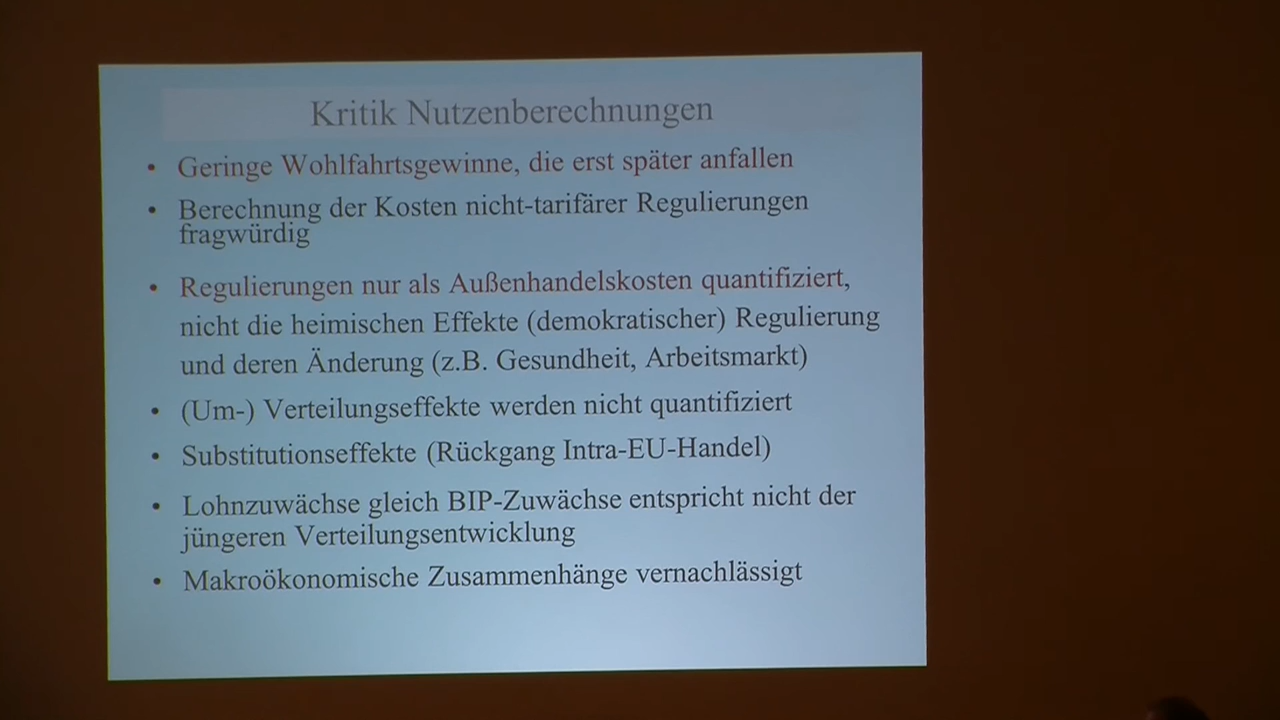 Kritik Nutzenberechnungen
• Geringe Wohlfahrtsgewinne, die erst später anfallen
• Berechnung der Kosten nicht-tarifärer Regulierungen
fragwürdig
• Regulierungen nur als Außenhandelskosten quantifiziert,
nicht die heimischen Effekte (demokratischer) Regulierung
und deren Änderung (z.B. Gesundheit, Arbeitsmarkt)
• (Um-) Verteilungseffekte werden nicht quantifiziert
• Substitutionseffekte (Rückgang Intra-EU-Handel)
• Lohnzuwächse gleich BIP-Zuwächse entspricht nicht der
jüngeren Verteilungsentwicklung
• Makroökonomische Zusammenhänge vernachlässigt